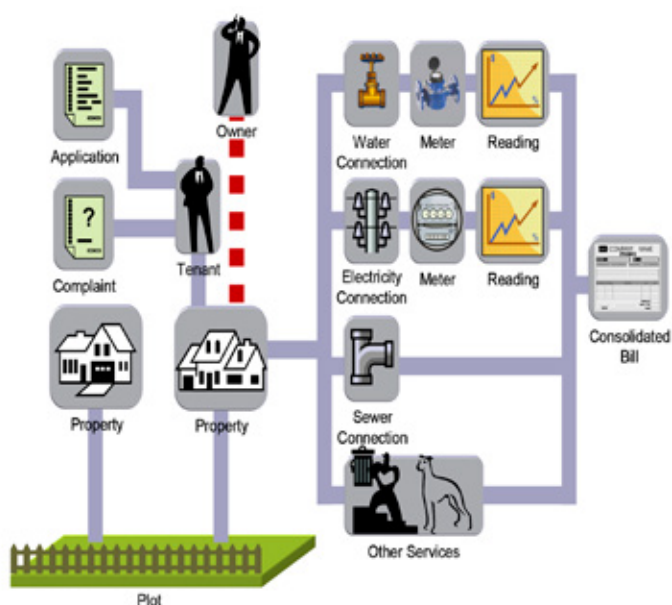 Application
Owner
Complaint
Tenant
Property
Property
Plot
Water
Connection
Meter
Reading
Electricity
Connection
Meter
Reading
Sewer
Connection
Other Services
Consolidated
Bill
?